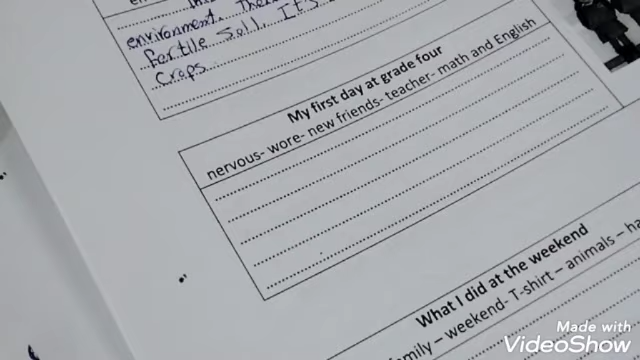 environment.
fertile Soil. It's
Crops
My first day at grade four
nervous- wore- new friends- teacher- math and English
What I did at the weekend
family – weekend- T-shirt – animals – ha
Made with
VideoShow